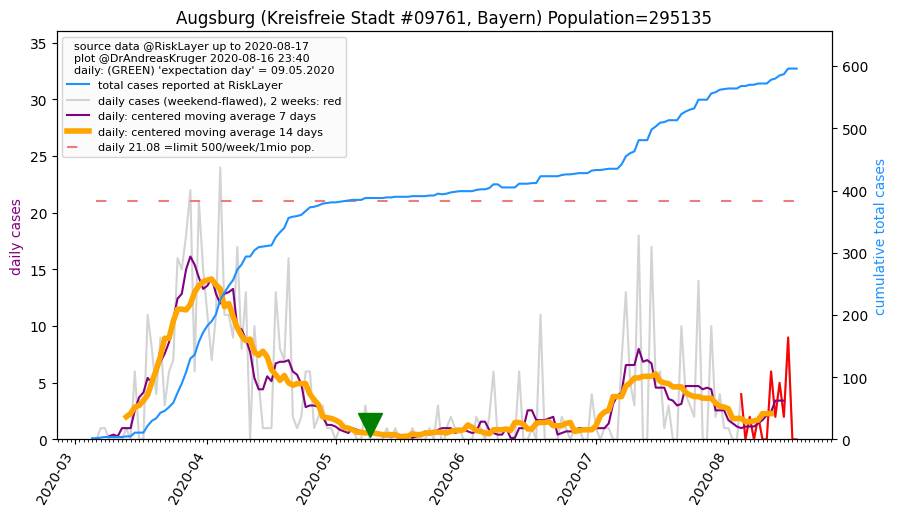 Augsburg (Kreisfreie Stadt #09761, Bayern) Population=295135
source data @RiskLayer up to 2020-08-17
plot @DrAndreasKruger 2020-08-16 23:40
daily: (GREEN) 'expectation day' = 09.05.2020
total cases reported at RiskLayer
daily cases (weekend-flawed), 2 weeks: red
daily: centered moving average 7 days
daily: centered moving average 14 days
daily 21.08 =limit 500/week/1mio pop.
daily cases
35
30
25
20
15
10
5
0
cumulative total cases
600
500
400
300
200
100
0
2020-03
2020-04
2020-05
2020-06
2020-07
2020-08